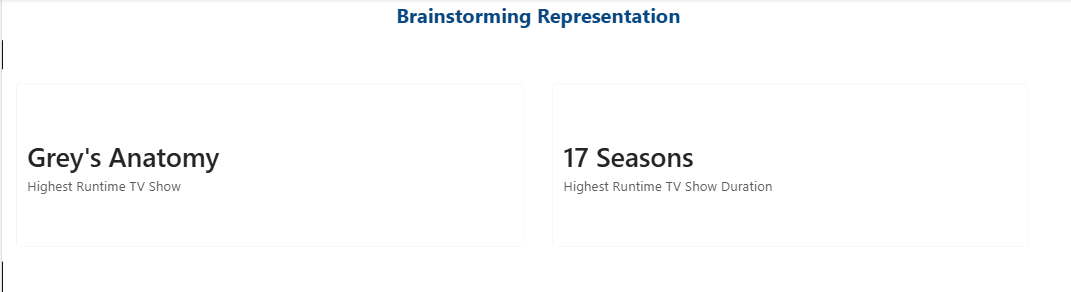 Brainstorming Representation
Grey's Anatomy
Highest Runtime TV Show
17 Seasons
Highest Runtime TV Show Duration